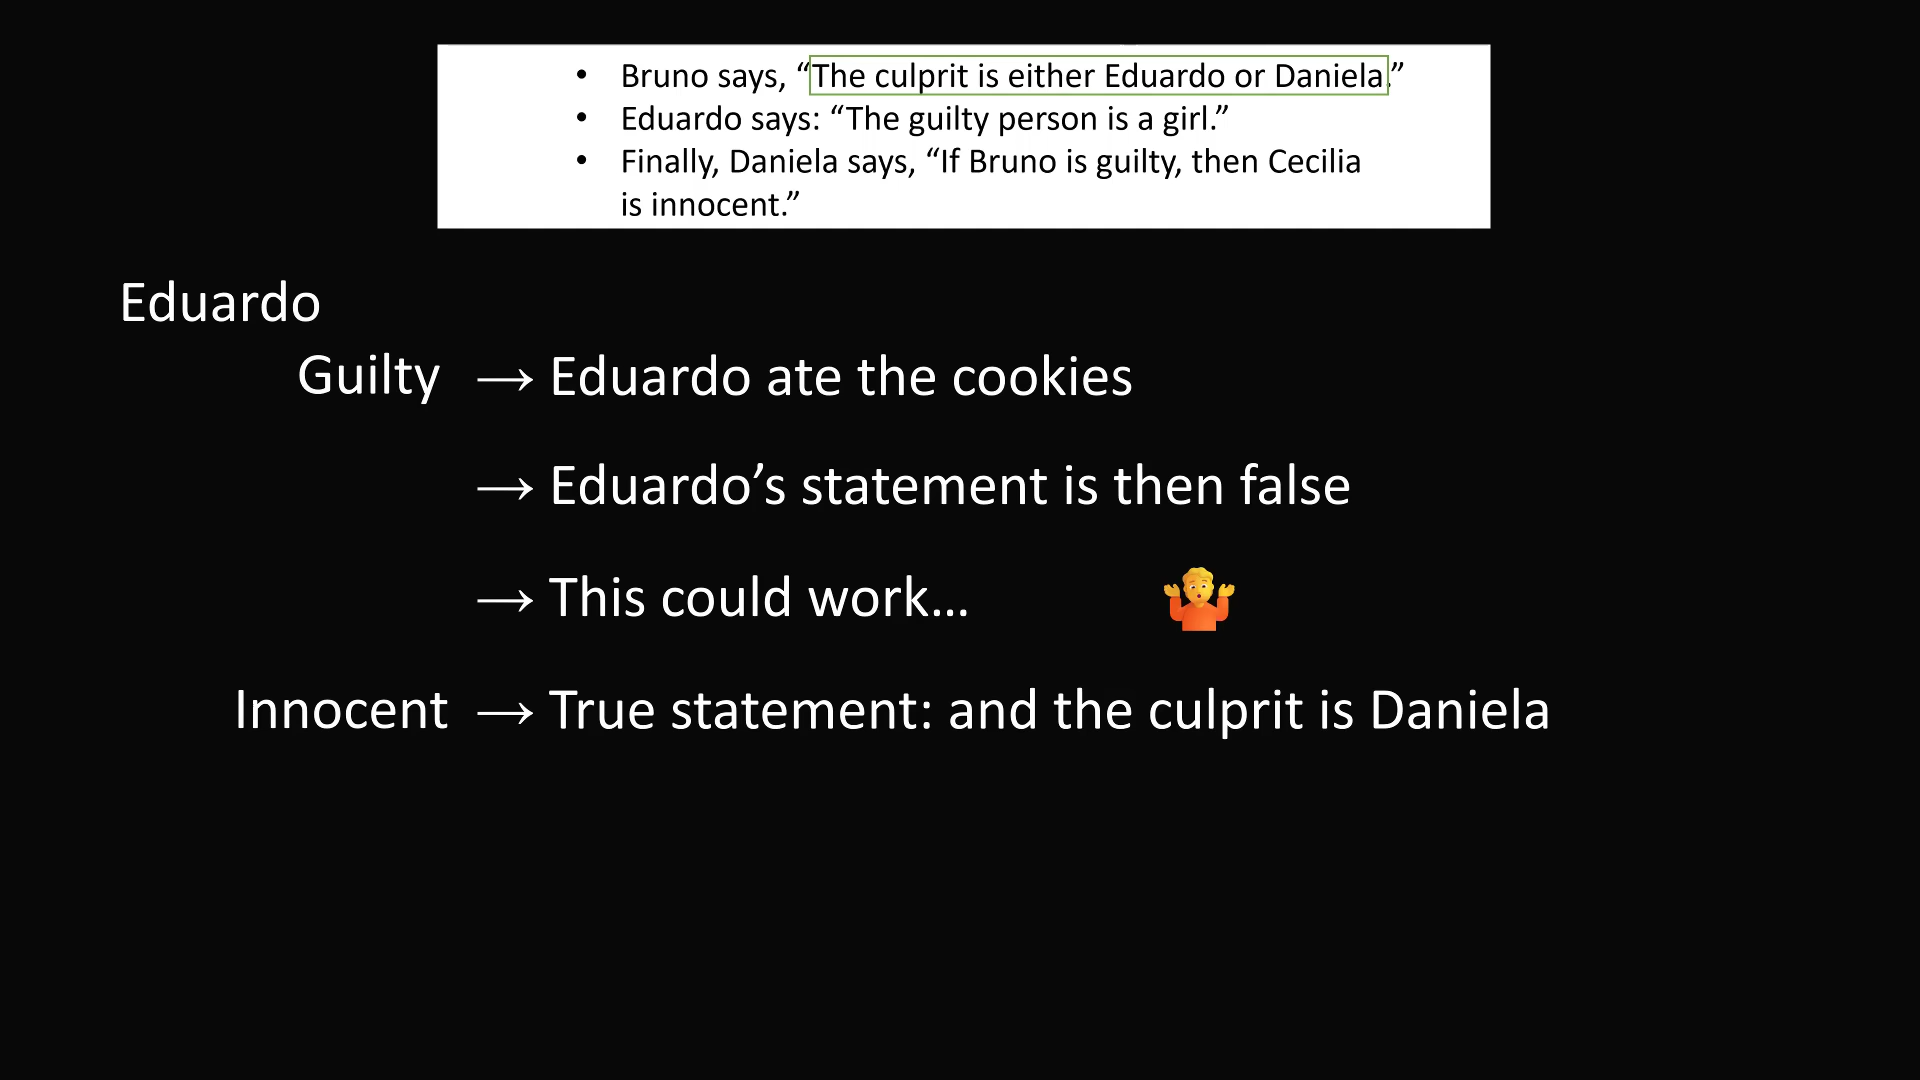 • Bruno says, “The culprit is either Eduardo or Daniela.”
• Eduardo says: “The guilty person is a girl.”
• Finally, Daniela says, “If Bruno is guilty, then Cecilia
is innocent.”
Eduardo
Guilty → Eduardo ate the cookies
→ Eduardo’s statement is then false
→ This could work...
Innocent → True statement: and the culprit is Daniela